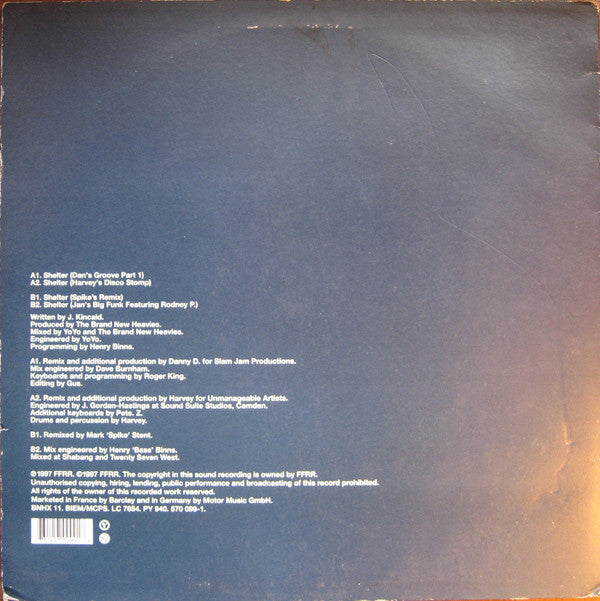 A1. Shelter (Dan's Groove Part 1)
A2. Shelter (Harvey's Disco Stomp)
B1. Shelter (Spike's Remix)
B2. Shelter (Jan's Big Funk Featuring Rodney P.)
Written by J. Kincaid.
Produced by The Brand New Heavies.
Mixed by YoYo and The Brand New Heavies.
Engineered by YoYo.
Programming by Henry Binns.
A1. Remix and additional production by Danny D. for Slam Jam Productions.
Mix engineered by Dave Burnham.
Keyboards and programming by Roger King.
Editing by Gus.
A2. Remix and additional production by Harvey for Unmanageable Artists.
Engineered by J. Gordan-Hastings at Sound Suite Studios, Camden.
Additional keyboards by Pete. Z.
Drums and percussion by Harvey.
B1. Remixed by Mark 'Spike' Stent.
B2. Mix engineered by Henry 'Bass' Binns.
Mixed at Shabang and Twenty Seven West.
℗1997 FFRR. ©1997 FFRR. The copyright in this sound recording is owned by FFRR.
Unauthorised copying, hiring, lending, public performance and broadcasting of this record prohibited.
All rights of the owner of this recorded work reserved.
Marketed in France by Barclay and in Germany by Motor Music GmbH.
BNHX 11. BIEM/MCPS. LC 7654. PY 940. 570 099-1.